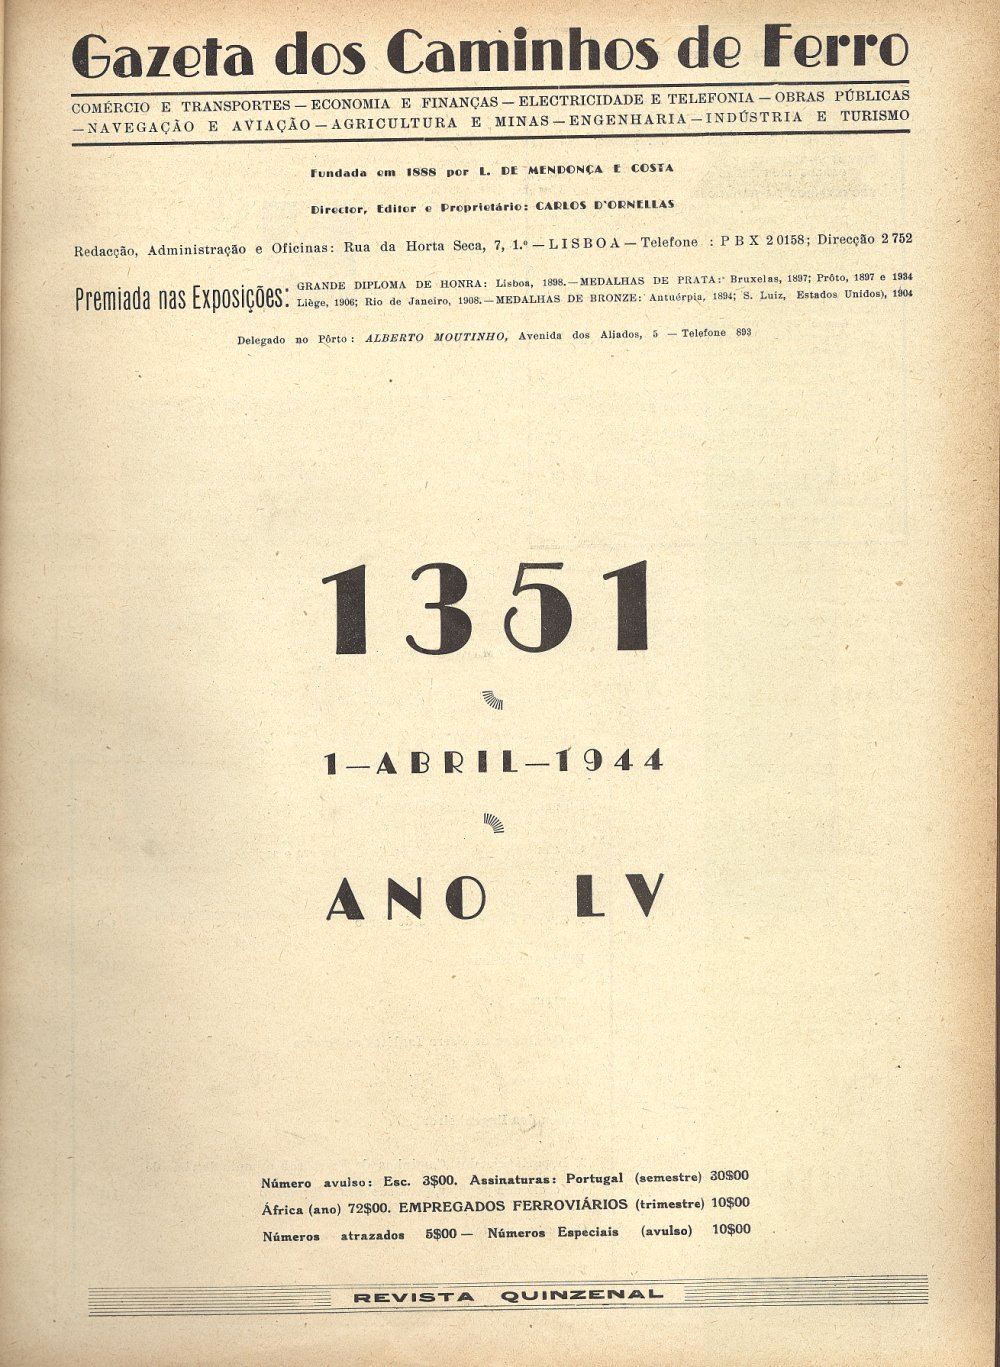 Gazeta dos Caminhos de Ferro
COMÉRCIO E TRANSPORTES — ECONOMIA E FINANÇAS — ELECTRICIDADE E TELEFONIA — OBRAS PÚBLICAS
— NAVEGAÇÃO E AVIAÇÃO — AGRICULTURA E MINAS — ENGENHARIA — INDÚSTRIA E TURISMO
Fundada em 1888 por L. DE MENDONÇA E COSTA
Director, Editor e Proprietário: CARLOS D'ORNELLAS
Redacção, Administração e Oficinas: Rua da Horta Seca, 7, 1.º — LISBOA — Telefone : PBX 20158; Direcção 2752
Premiada nas Exposições:
GRANDE DIPLOMA DE HONRA: Lisboa, 1898. — MEDALHAS DE PRATA: Bruxelas, 1897; Pôrto, 1897 e 1934
Liège, 1906; Rio de Janeiro, 1908. — MEDALHAS DE BRONZE: Antuérpia, 1894; S. Luiz, Estados Unidos), 1904
Delegado no Pôrto : ALBERTO MOUTINHO, Avenida dos Aliados, 5 — Telefone 893
1351
1—ABRIL—1944
ANO LV
Número avulso: Esc. 3$00. Assinaturas: Portugal (semestre) 30$00
África (ano) 72$00. EMPREGADOS FERROVIÁRIOS (trimestre) 10$00
Números atrazados 5$00 — Números Especiais (avulso) 10$00
REVISTA QUINZENAL